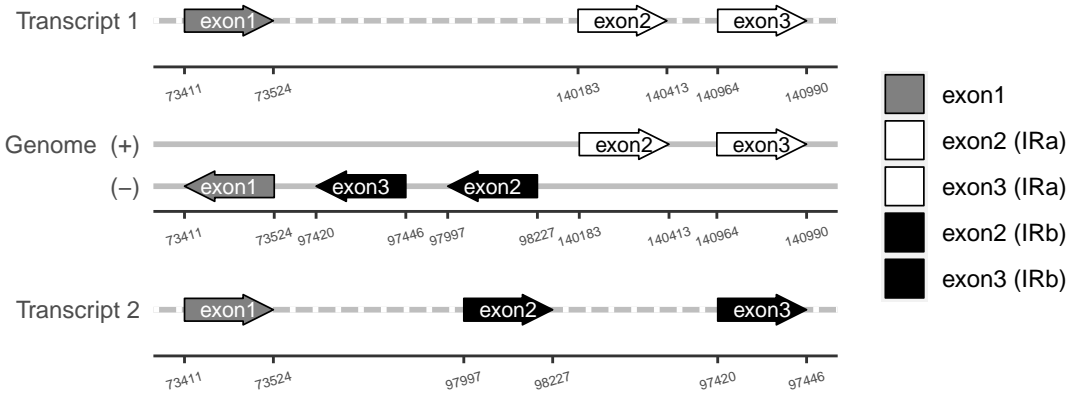 Transcript 1 exon1 exon2 exon3
73411 73524 140183 140413 140964 140990
Genome (+) exon2 exon3
(−) exon1 exon3 exon2
73411 73524 97420 97446 97997 98227 140183 140413 140964 140990
Transcript 2 exon1 exon2 exon3
73411 73524 97997 98227 97420 97446
exon1
exon2 (IRa)
exon3 (IRa)
exon2 (IRb)
exon3 (IRb)